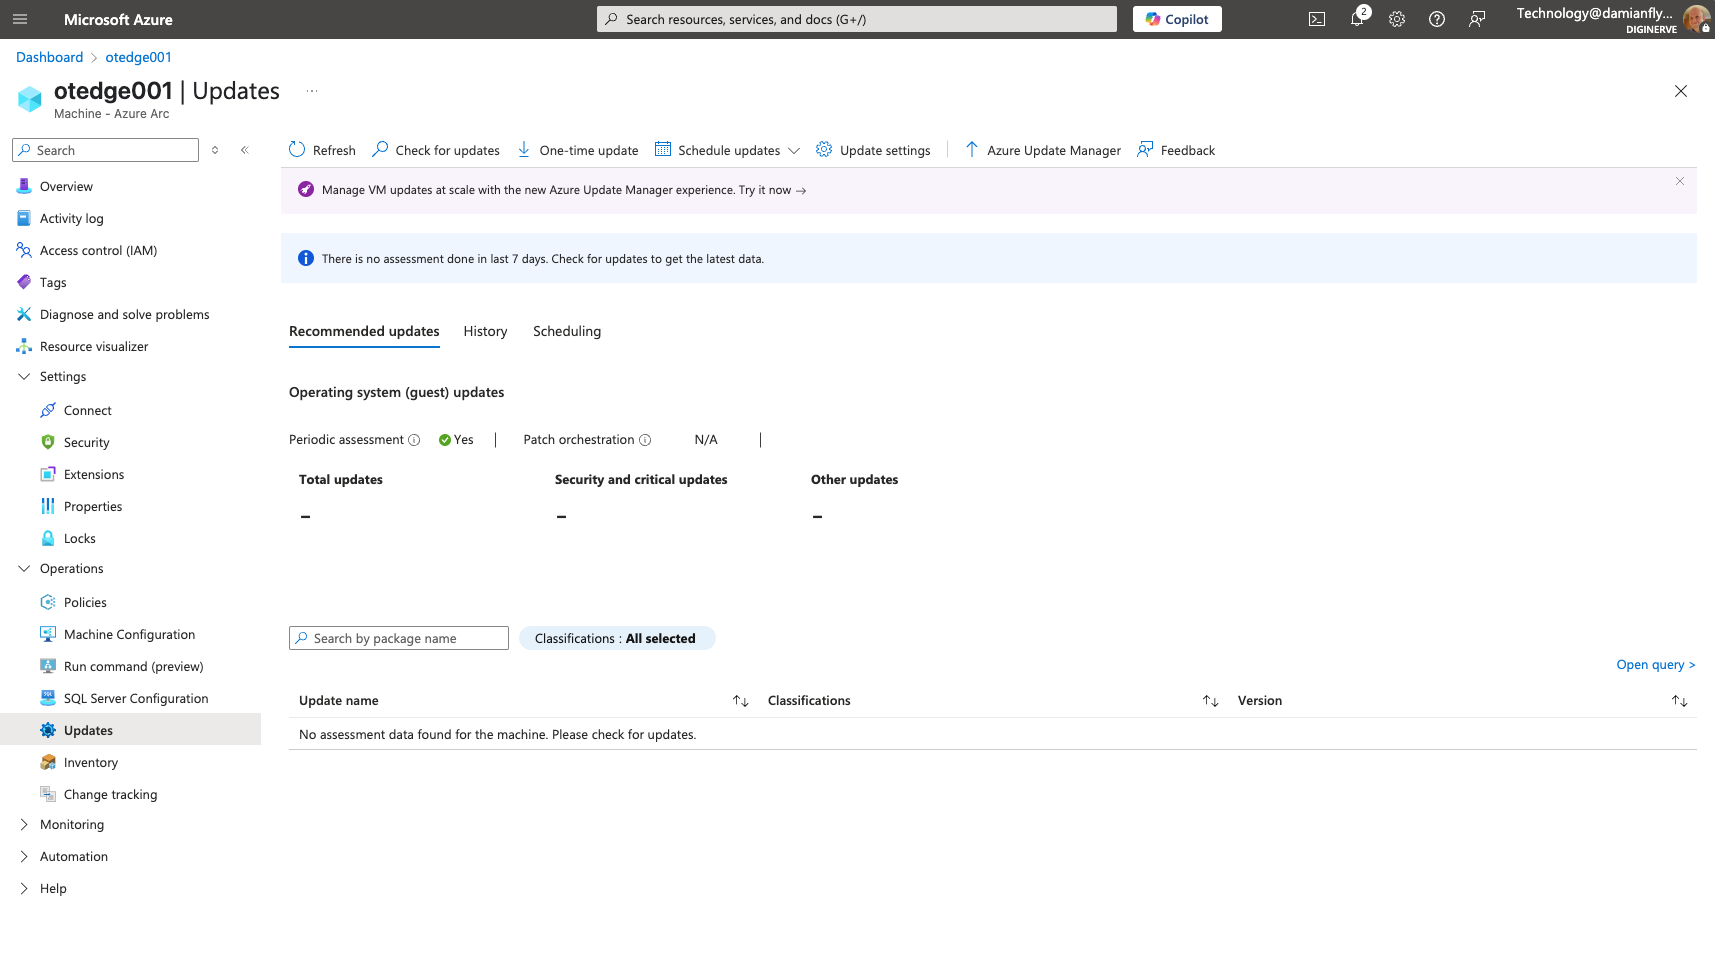 Microsoft Azure
Search resources, services, and docs (G+/)
Copilot
2
Technology@damianfly...
DIGINERVE
Dashboard > otedge001
otedge001 | Updates ...
Machine - Azure Arc
Search
Refresh
Check for updates
One-time update
Schedule updates
Update settings
Azure Update Manager
Feedback
Overview
Activity log
Access control (IAM)
Tags
Diagnose and solve problems
Resource visualizer
Settings
Connect
Security
Extensions
Properties
Locks
Operations
Policies
Machine Configuration
Run command (preview)
SQL Server Configuration
Updates
Inventory
Change tracking
Monitoring
Automation
Help
Manage VM updates at scale with the new Azure Update Manager experience. Try it now →
There is no assessment done in last 7 days. Check for updates to get the latest data.
Recommended updates History Scheduling
Operating system (guest) updates
Periodic assessment Yes | Patch orchestration N/A |
Total updates Security and critical updates Other updates
– – –
Search by package name
Classifications : All selected
Open query >
Update name Classifications Version
No assessment data found for the machine. Please check for updates.